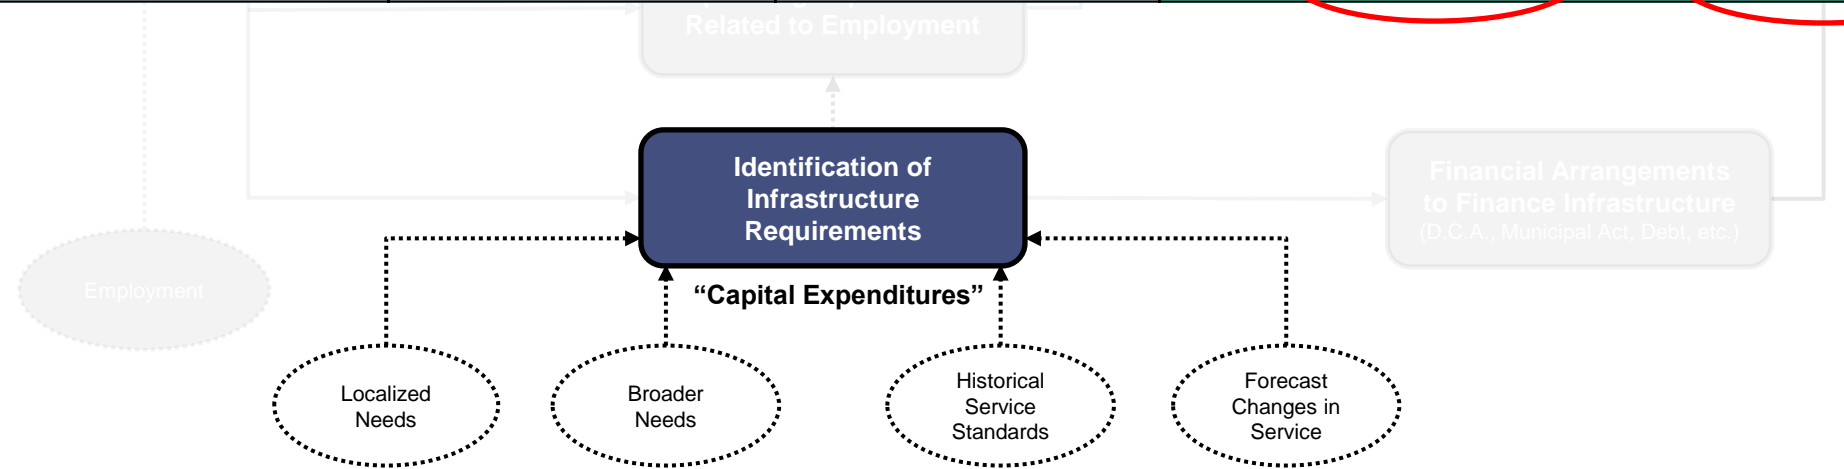 Related to Employment
Identification of
Infrastructure
Requirements
Financial Arrangements
to Finance Infrastructure
(D.C.A., Municipal Act, Debt, etc.)
Employment
“Capital Expenditures”
Localized
Needs
Broader
Needs
Historical
Service
Standards
Forecast
Changes in
Service